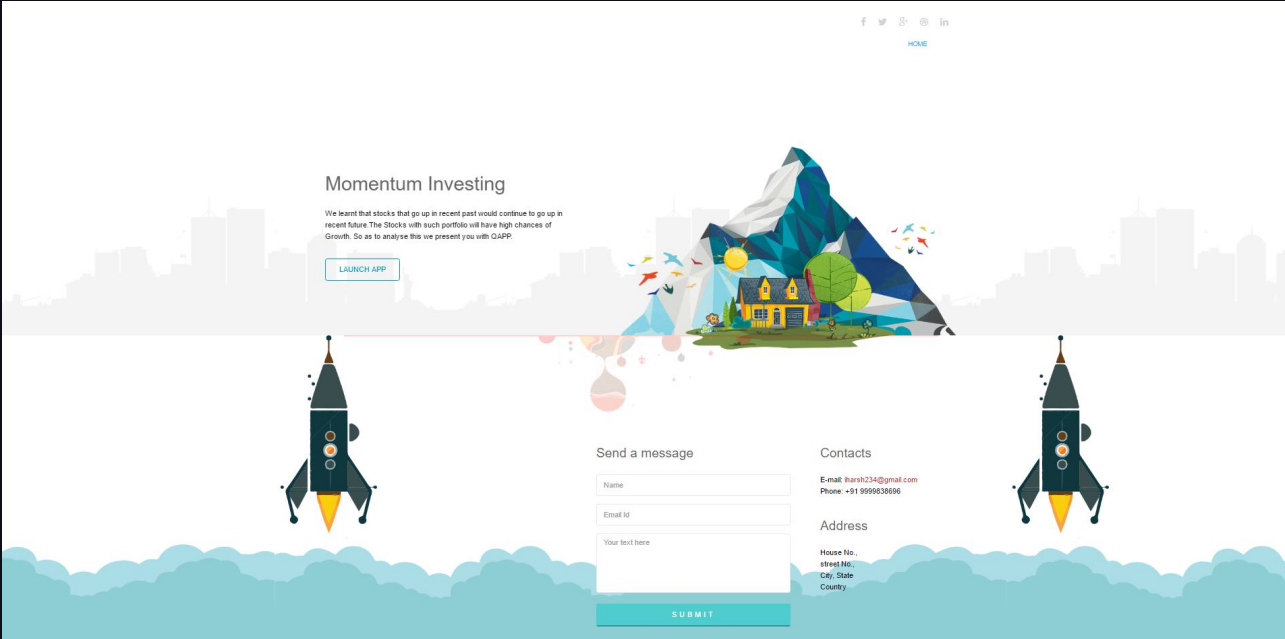 HOME
Momentum Investing
We learnt that stocks that go up in recent past would continue to go up in
recent future.The Stocks with such portfolio will have high chances of
Growth. So as to analyse this we present you with QAPP.
LAUNCH APP
Send a message
Name
Email Id
Your text here
SUBMIT
Contacts
E-mail: iharsh234@gmail.com
Phone: +91 9999838696
Address
House No.,
street No.,
City, State
Country